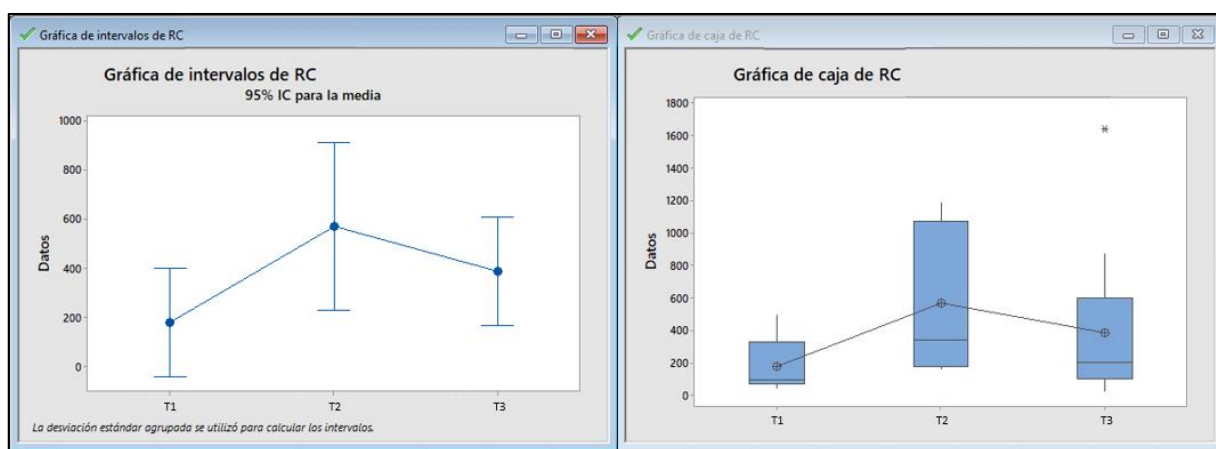 Gráfica de intervalos de RC
Gráfica de intervalos de RC
95% IC para la media
1000
800
600
400
200
0
Datos
T1
T2
T3
La desviación estándar agrupada se utilizó para calcular los intervalos.
Gráfica de caja de RC
Gráfica de caja de RC
1800
1600
1400
1200
1000
800
600
400
200
0
Datos
T1
T2
T3